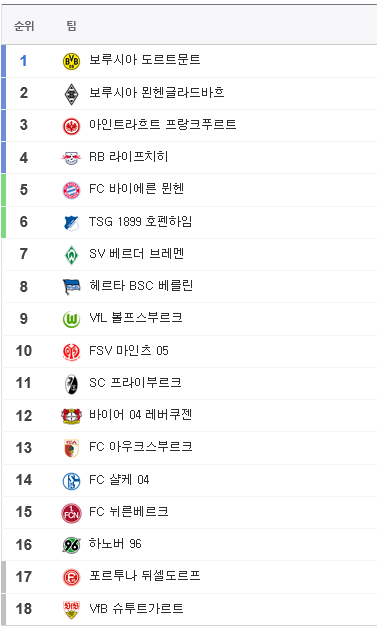 순위 팀
1 보루시아 도르트문트
2 보루시아 묀헨글라드바흐
3 아인트라흐트 프랑크푸르트
4 RB 라이프치히
5 FC 바이에른 뮌헨
6 TSG 1899 호펜하임
7 SV 베르더 브레멘
8 헤르타 BSC 베를린
9 VfL 볼프스부르크
10 FSV 마인츠 05
11 SC 프라이부르크
12 바이어 04 레버쿠젠
13 FC 아우크스부르크
14 FC 샬케 04
15 FC 뉘른베르크
16 하노버 96
17 포르투나 뒤셀도르프
18 VfB 슈투트가르트